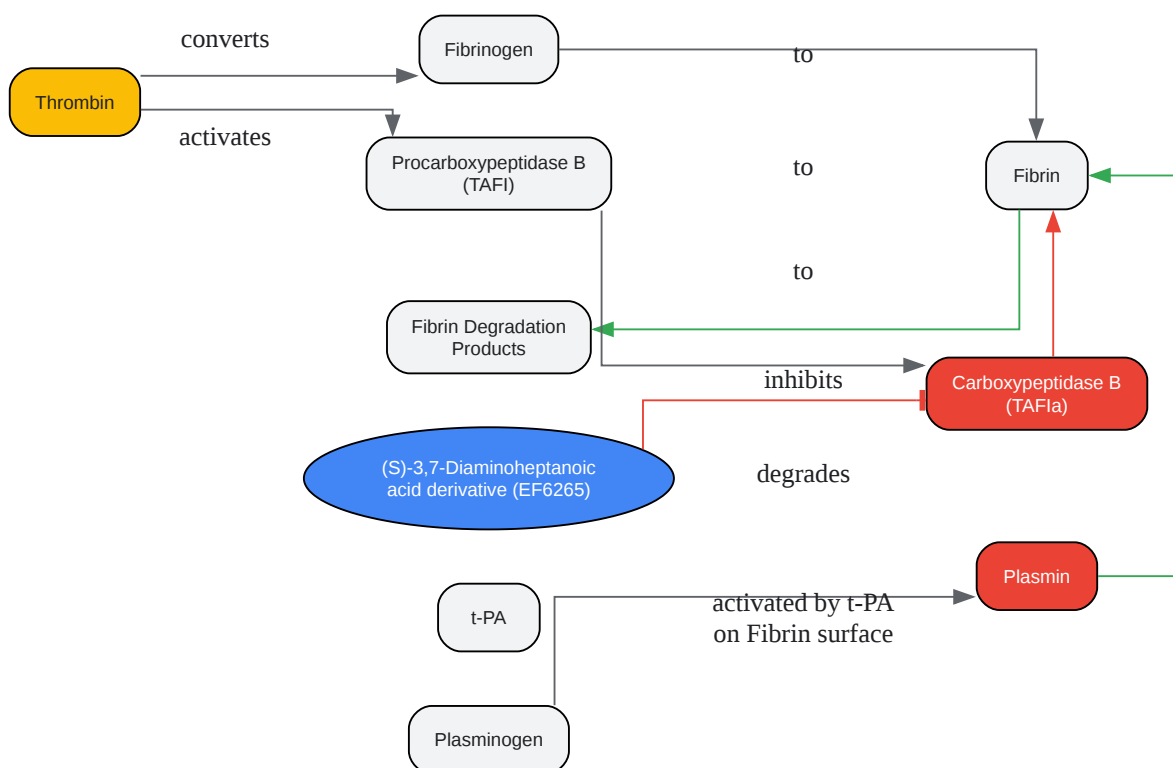 converts
Fibrinogen
to
Thrombin
activates
Procarboxypeptidase B
(TAFI)
to
Fibrin
to
Fibrin Degradation
Products
inhibits
Carboxypeptidase B
(TAFIa)
(S)-3,7-Diaminoheptanoic
acid derivative (EF6265)
degrades
Plasmin
t-PA
activated by t-PA
on Fibrin surface
Plasminogen